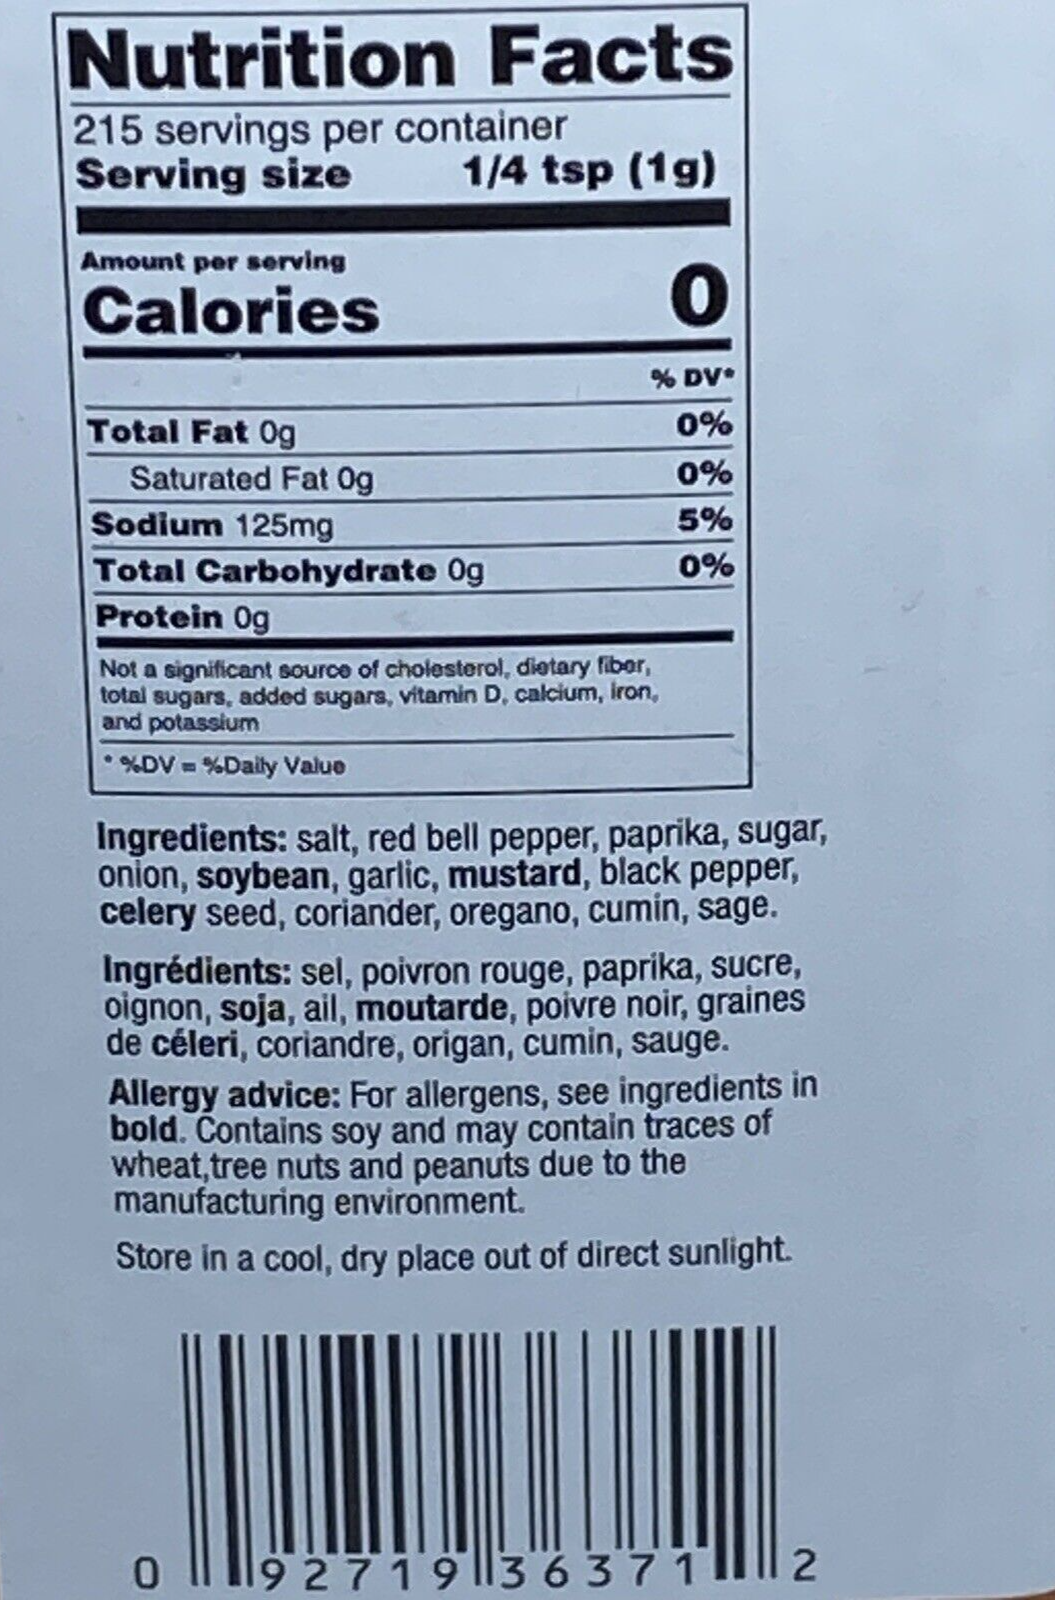 Nutrition Facts
215 servings per container
Serving size 1/4 tsp (1g)
Amount per serving
Calories 0
% DV*
Total Fat 0g 0%
Saturated Fat 0g 0%
Sodium 125mg 5%
Total Carbohydrate 0g 0%
Protein 0g
Not a significant source of cholesterol, dietary fiber,
total sugars, added sugars, vitamin D, calcium, iron,
and potassium
* %DV = %Daily Value
Ingredients: salt, red bell pepper, paprika, sugar,
onion, soybean, garlic, mustard, black pepper,
celery seed, coriander, oregano, cumin, sage.
Ingrédients: sel, poivron rouge, paprika, sucre,
oignon, soja, ail, moutarde, poivre noir, graines
de céleri, coriandre, origan, cumin, sauge.
Allergy advice: For allergens, see ingredients in
bold. Contains soy and may contain traces of
wheat,tree nuts and peanuts due to the
manufacturing environment.
Store in a cool, dry place out of direct sunlight.
0 92719 36371 2